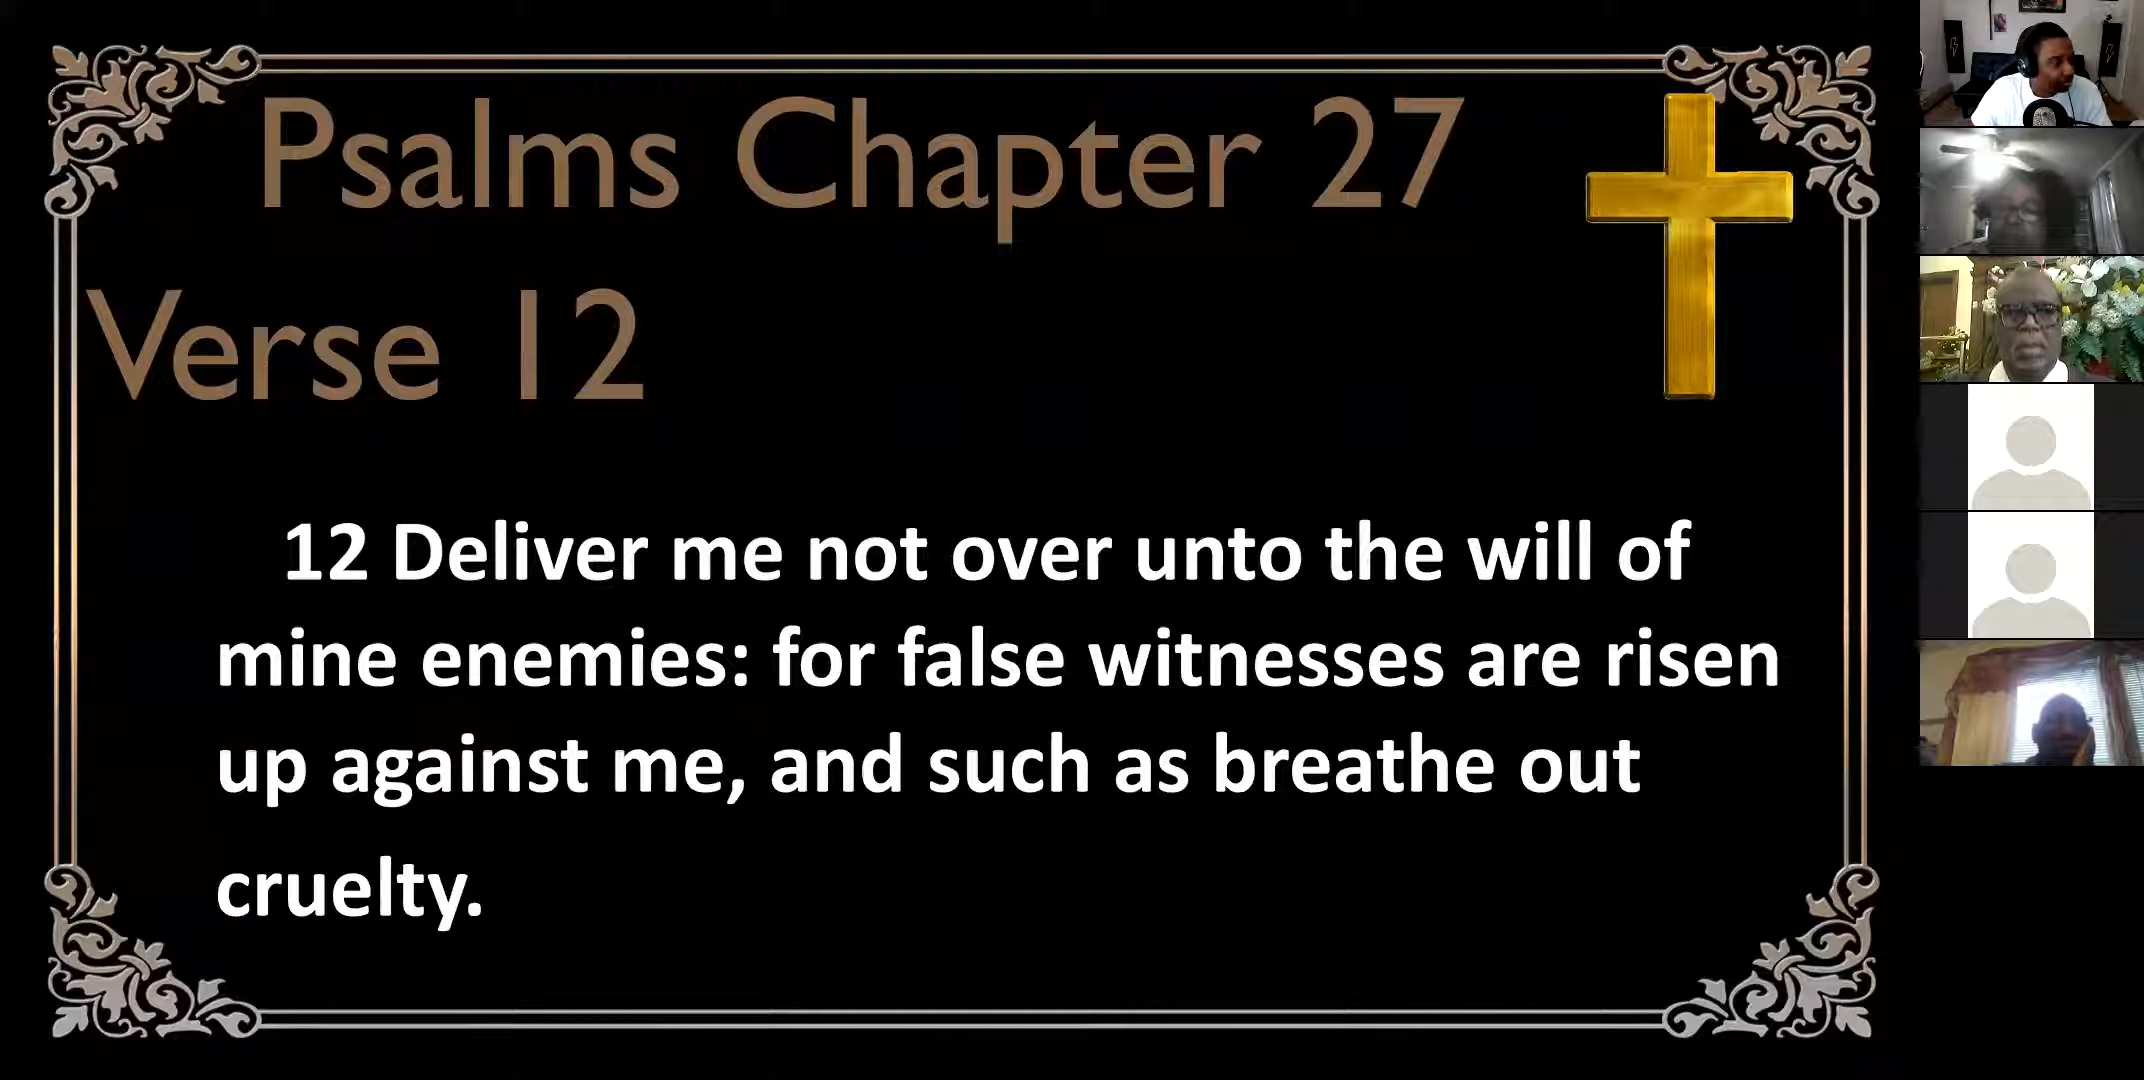 Psalms Chapter 27
Verse 12
12 Deliver me not over unto the will of
mine enemies: for false witnesses are risen
up against me, and such as breathe out
cruelty.